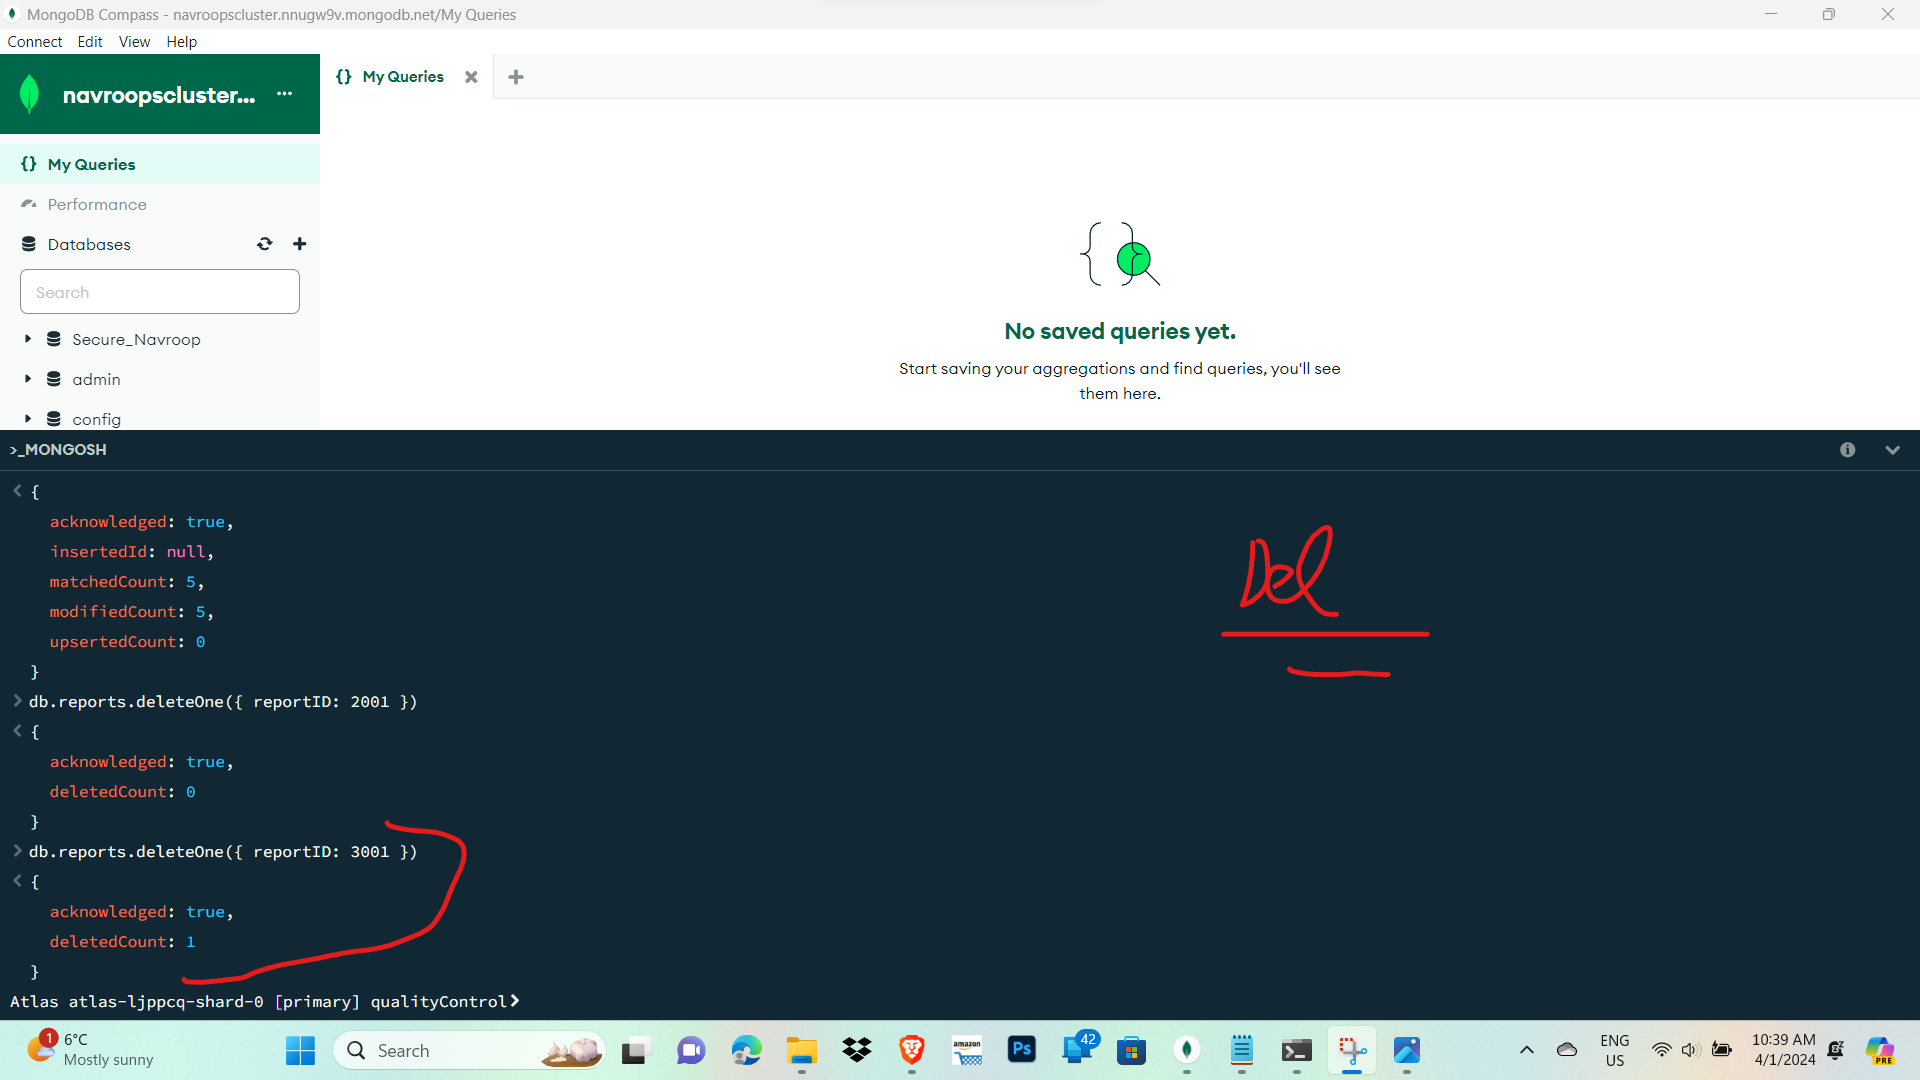 MongoDB Compass - navroopscluster.nnugw9v.mongodb.net/My Queries
Connect Edit View Help
navroopscluster...
{} My Queries
{} My Queries
Performance
Databases
Search
Secure_Navroop
admin
config
No saved queries yet.
Start saving your aggregations and find queries, you'll see
them here.
>_MONGOSH
{
acknowledged: true,
insertedId: null,
matchedCount: 5,
modifiedCount: 5,
upsertedCount: 0
}
Del
db.reports.deleteOne({ reportID: 2001 })
{
acknowledged: true,
deletedCount: 0
}
db.reports.deleteOne({ reportID: 3001 })
{
acknowledged: true,
deletedCount: 1
}
Atlas atlas-ljppcq-shard-0 [primary] qualityControl>
1
6°C
Mostly sunny
Search
amazon
Ps
42
ENG
US
10:39 AM
4/1/2024
PRE